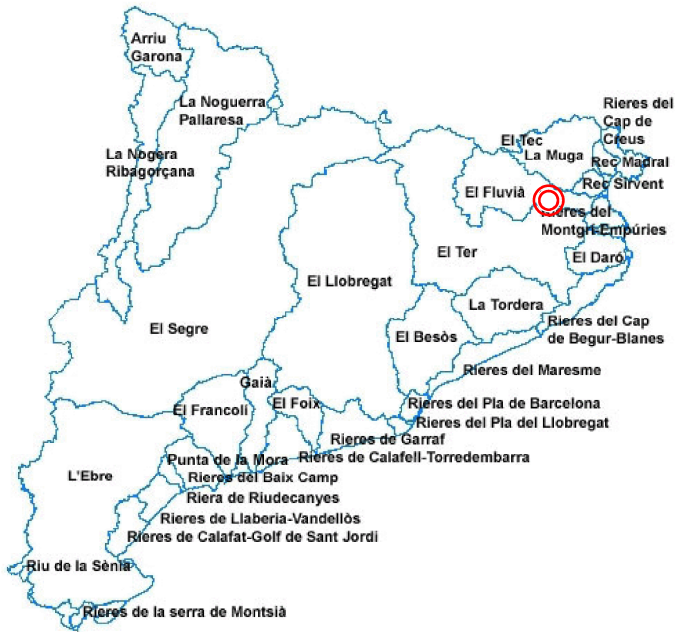 Arriu
Garona
La Noguerra
Pallaresa
La Nogera
Ribagorçana
Rieres del
Cap de
Creus
El Tec
La Muga
Rec Madral
Rec Sirvent
El Fluvià
Rieres del
Montgrí-Empúries
El Ter
El Daró
El Llobregat
La Tordera
El Segre
El Besòs
Rieres del Cap
de Begur-Blanes
Rieres del Maresme
Gaià
El Francolí
El Foix
Rieres del Pla de Barcelona
Rieres del Pla del Llobregat
Rieres de Garraf
Rieres de Calafell-Torredembarra
Punta de la Mora
L'Ebre
Rieres del Baix Camp
Riera de Riudecanyes
Rieres de Llaberia-Vandellòs
Rieres de Calafat-Golf de Sant Jordi
Riu de la Sènia
Rieres de la serra de Montsià